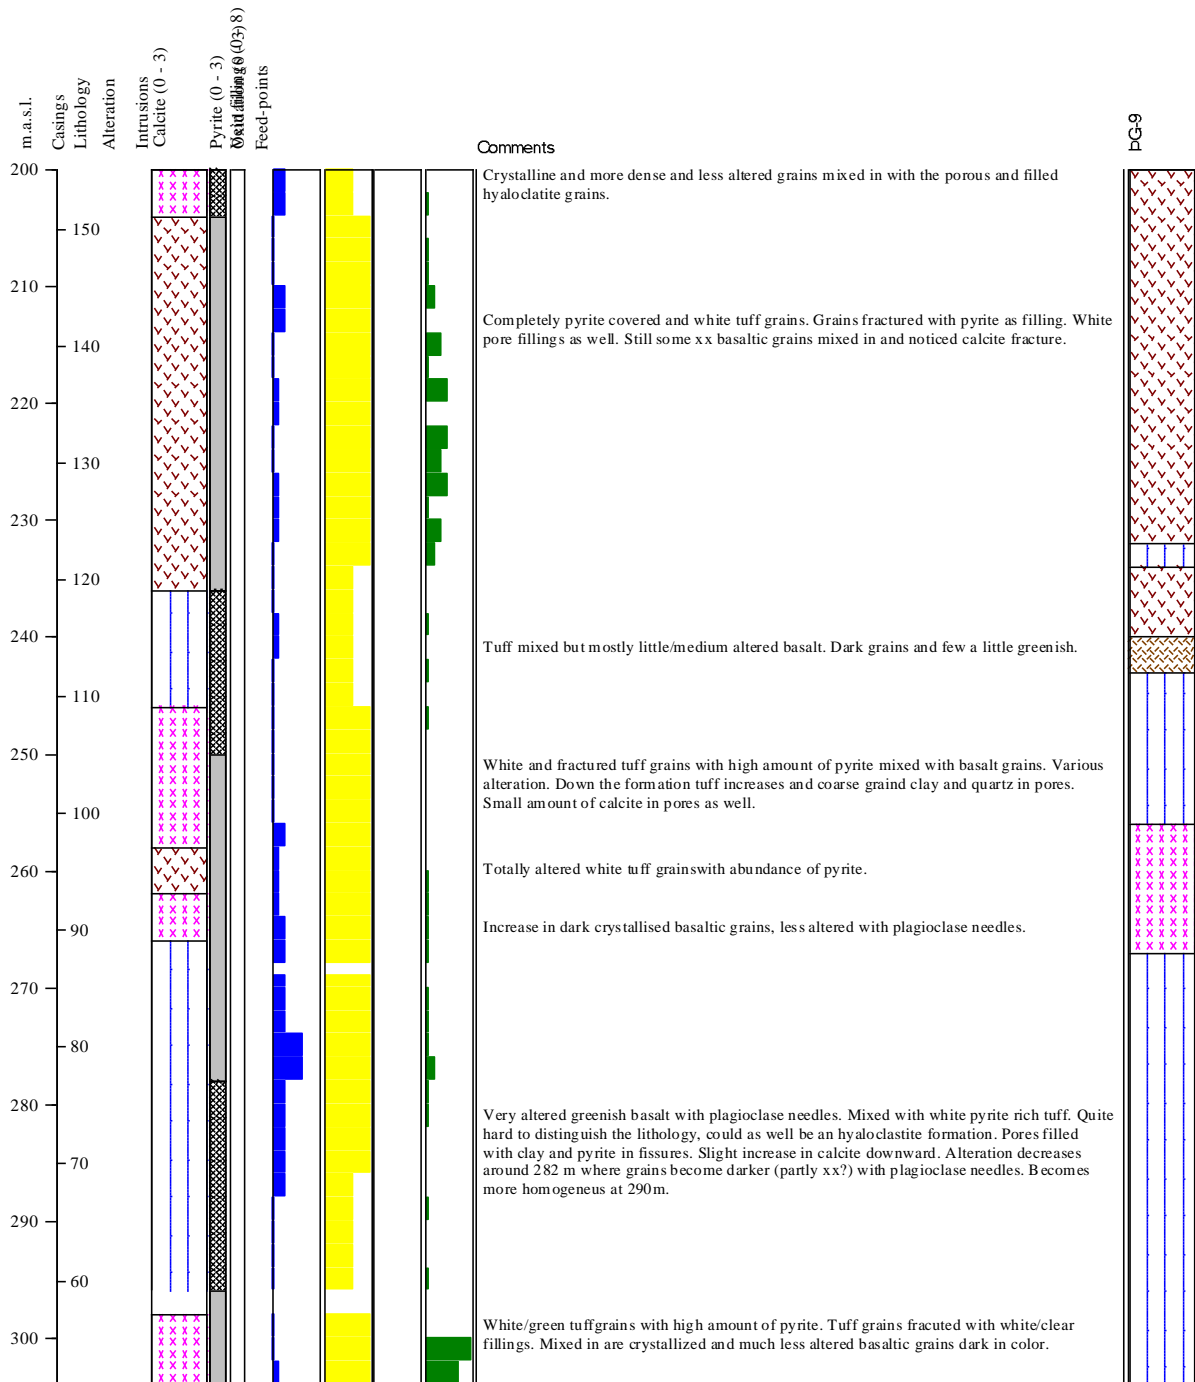 m.a.s.l.
Casings
Lithology
Alteration
Intrusions
Calcite (0 - 3)
Pyrite (0 - 3)
Feed-points
Comments
ÞG-9
200
Crystalline and more dense and less altered grains mixed in with the porous and filled
hyaloclatite grains.
150
210
Completely pyrite covered and white tuff grains. Grains fractured with pyrite as filling. White
pore fillings as well. Still some xx basaltic grains mixed in and noticed calcite fracture.
140
220
130
230
120
240
Tuff mixed but mostly little/medium altered basalt. Dark grains and few a little greenish.
110
250
White and fractured tuff grains with high amount of pyrite mixed with basalt grains. Various
alteration. Down the formation tuff increases and coarse graind clay and quartz in pores.
Small amount of calcite in pores as well.
100
260
Totally altered white tuff grainswith abundance of pyrite.
90
Increase in dark crystallised basaltic grains, less altered with plagioclase needles.
270
80
280
Very altered greenish basalt with plagioclase needles. Mixed with white pyrite rich tuff. Quite
hard to distinguish the lithology, could as well be an hyaloclastite formation. Pores filled
with clay and pyrite in fissures. Slight increase in calcite downward. Alteration decreases
70
around 282 m where grains become darker (partly xx?) with plagioclase needles. Becomes
more homogeneus at 290m.
290
60
White/green tuffgrains with high amount of pyrite. Tuff grains fracuted with white/clear
300
fillings. Mixed in are crystallized and much less altered basaltic grains dark in color.